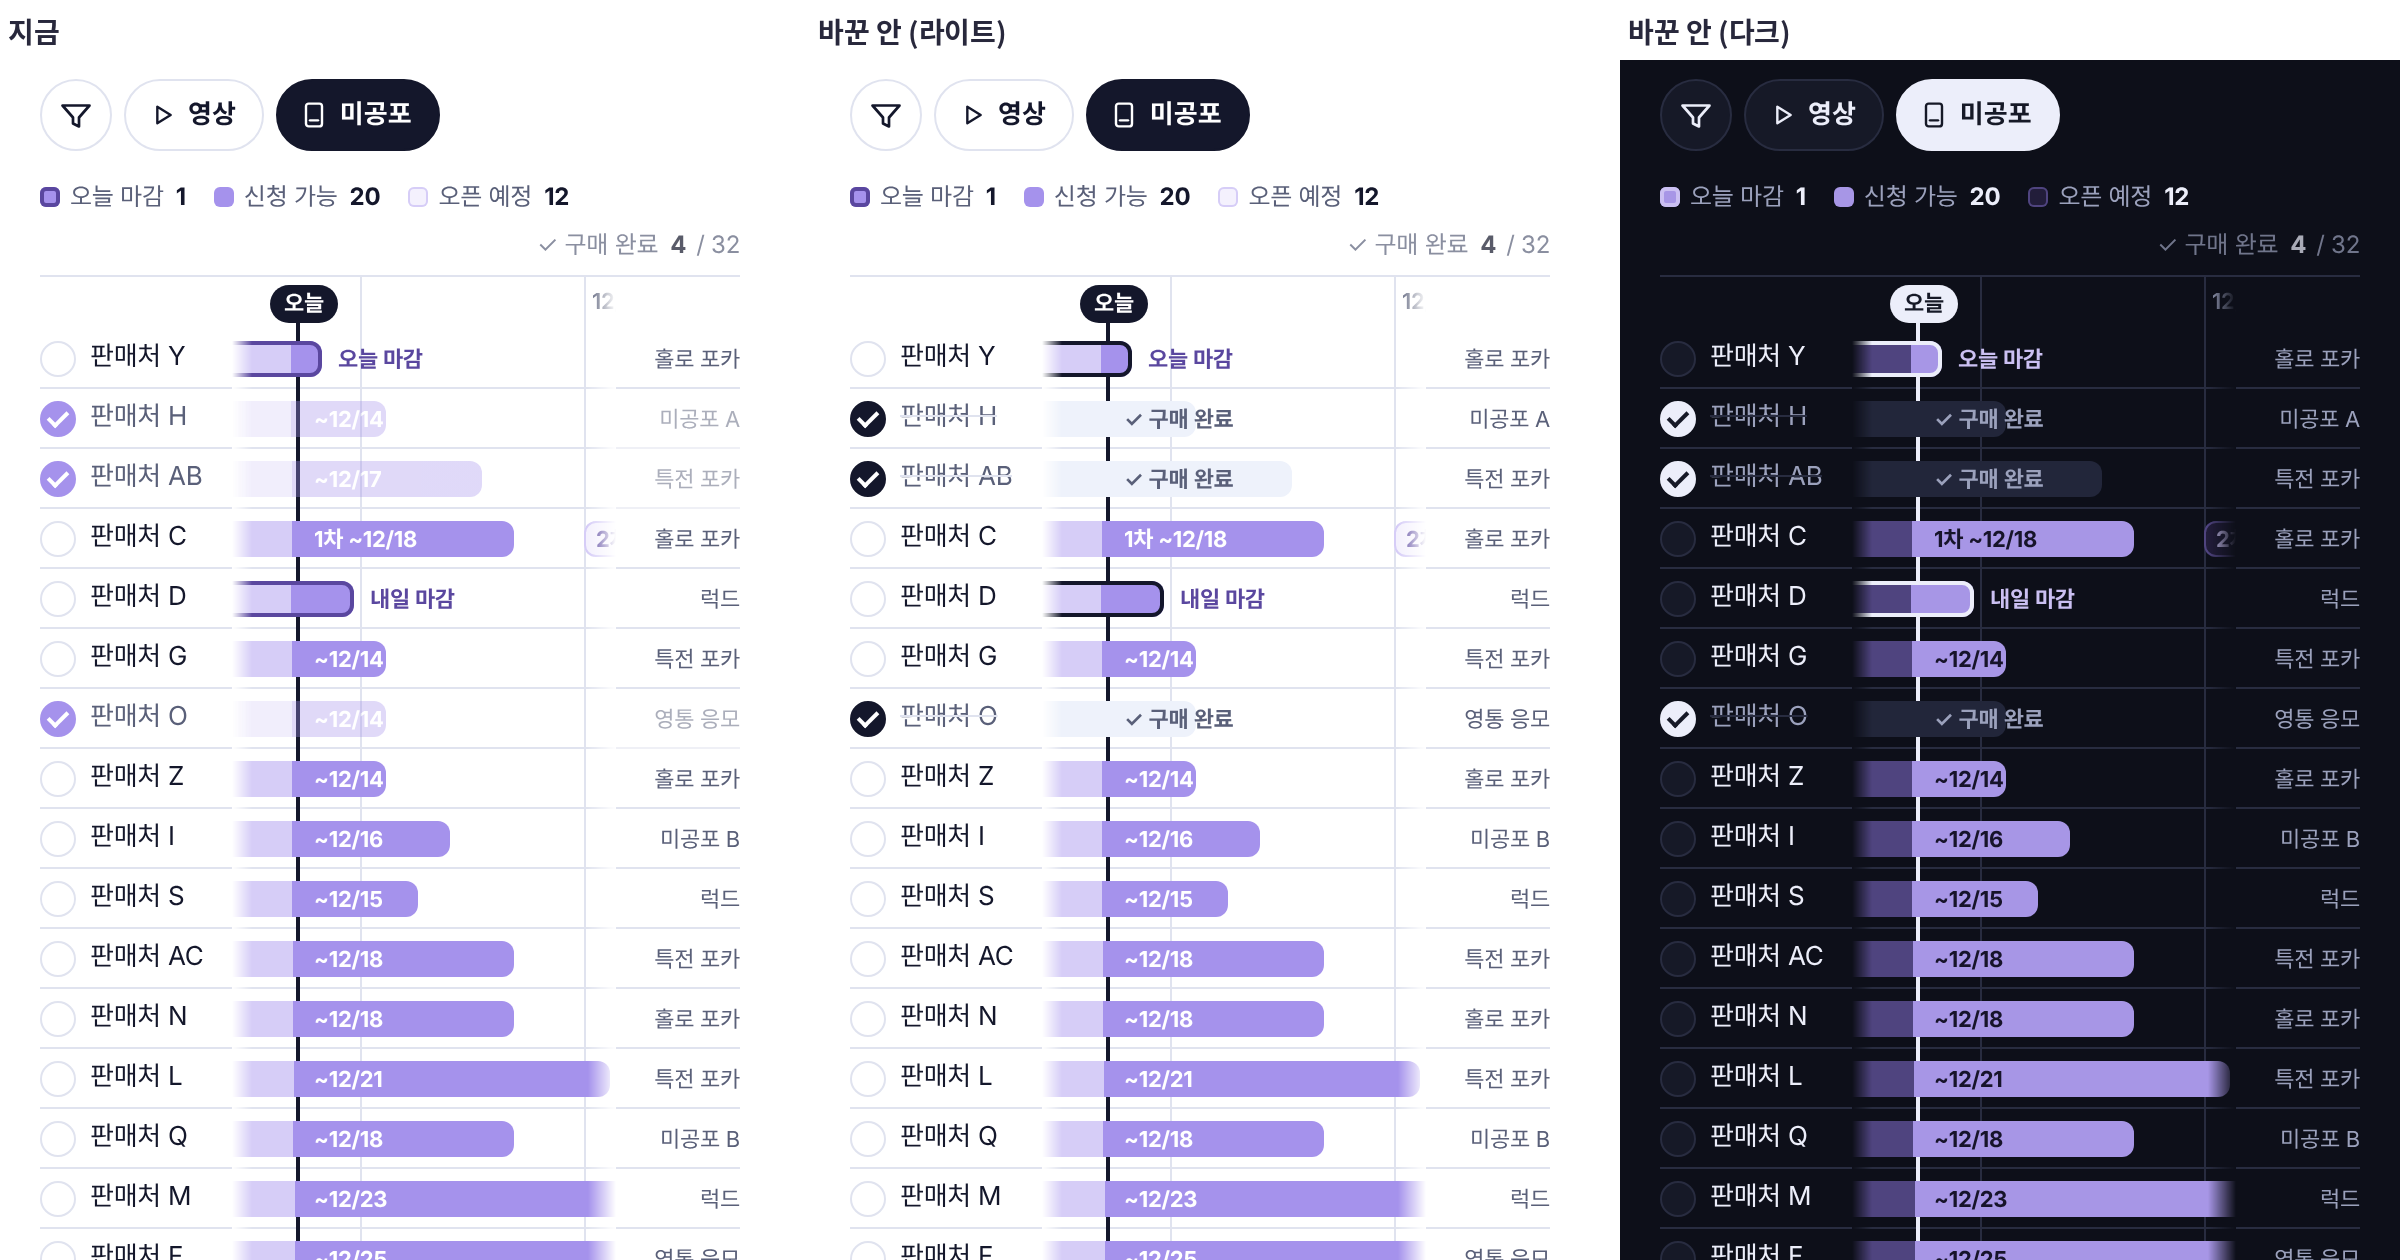 지금
영상
미공포
오늘 마감 1
신청 가능 20
오픈 예정 12
구매 완료 4 / 32
오늘
12
판매처 Y 오늘 마감 홀로 포카
판매처 H ~12/14 미공포 A
판매처 AB ~12/17 특전 포카
판매처 C 1차 ~12/18 홀로 포카
판매처 D 내일 마감 럭드
판매처 G ~12/14 특전 포카
판매처 O ~12/14 영통 응모
판매처 Z ~12/14 홀로 포카
판매처 I ~12/16 미공포 B
판매처 S ~12/15 럭드
판매처 AC ~12/18 특전 포카
판매처 N ~12/18 홀로 포카
판매처 L ~12/21 특전 포카
판매처 Q ~12/18 미공포 B
판매처 M ~12/23 럭드
바꾼 안 (라이트)
영상
미공포
오늘 마감 1
신청 가능 20
오픈 예정 12
구매 완료 4 / 32
오늘
12
판매처 Y 오늘 마감 홀로 포카
판매처 H 구매 완료 미공포 A
판매처 AB 구매 완료 특전 포카
판매처 C 1차 ~12/18 홀로 포카
판매처 D 내일 마감 럭드
판매처 G ~12/14 특전 포카
판매처 O 구매 완료 영통 응모
판매처 Z ~12/14 홀로 포카
판매처 I ~12/16 미공포 B
판매처 S ~12/15 럭드
판매처 AC ~12/18 특전 포카
판매처 N ~12/18 홀로 포카
판매처 L ~12/21 특전 포카
판매처 Q ~12/18 미공포 B
판매처 M ~12/23 럭드
바꾼 안 (다크)
영상
미공포
오늘 마감 1
신청 가능 20
오픈 예정 12
구매 완료 4 / 32
오늘
12
판매처 Y 오늘 마감 홀로 포카
판매처 H 구매 완료 미공포 A
판매처 AB 구매 완료 특전 포카
판매처 C 1차 ~12/18 홀로 포카
판매처 D 내일 마감 럭드
판매처 G ~12/14 특전 포카
판매처 O 구매 완료 영통 응모
판매처 Z ~12/14 홀로 포카
판매처 I ~12/16 미공포 B
판매처 S ~12/15 럭드
판매처 AC ~12/18 특전 포카
판매처 N ~12/18 홀로 포카
판매처 L ~12/21 특전 포카
판매처 Q ~12/18 미공포 B
판매처 M ~12/23 럭드